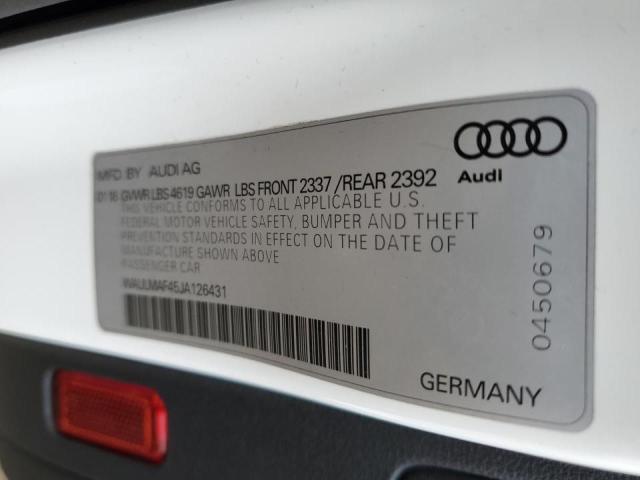 MFD BY AUDI AG
01 18 GVWR LBS 4619 GAWR LBS FRONT 2337 /REAR 2392
THIS VEHICLE CONFORMS TO ALL APPLICABLE U.S.
FEDERAL MOTOR VEHICLE SAFETY, BUMPER AND THEFT
PREVENTION STANDARDS IN EFFECT ON THE DATE OF
MANUFACTURE SHOWN ABOVE
PASSENGER CAR
WAULMAF45JA126431
GERMANY
Audi
0450679